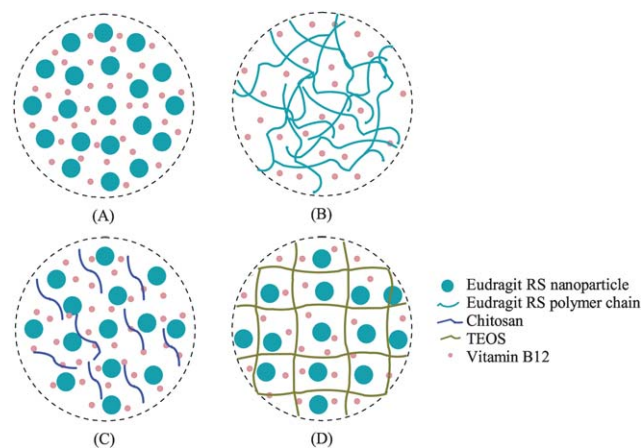 (A)
(B)
(C)
(D)
Eudragit RS nanoparticle
Eudragit RS polymer chain
Chitosan
TEOS
Vitamin B12